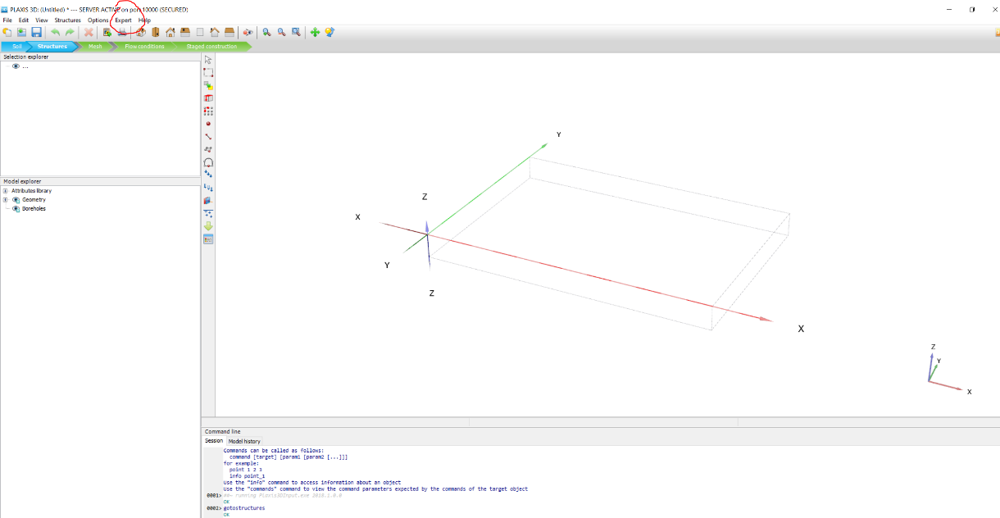 PLAXIS 3D: (Untitled) * --- SERVER ACTIVE on port 10000 (SECURED)
File Edit View Structures Options Expert Help
Soil Structures Mesh Flow conditions Staged construction
Selection explorer
...
Model explorer
Attributes library
Geometry
Boreholes
Y
Z
X
Y
Z
X
Z
Y
X
Command line
Session Model history
Commands can be called as follows:
command [target] [param1 [param2 [...]]]
for example:
point 1 2 3
info point_1
Use the "info" command to access information about an object
Use the "commands" command to view the command parameters expected by the commands of the target object
0001> ##- running Plaxis3DInput.exe 2018.1.0.0
OK
0002> gotostructures
OK